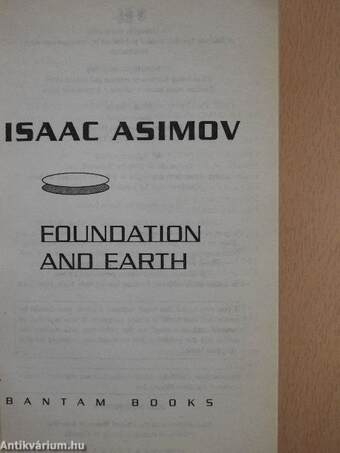 ISAAC ASIMOV
FOUNDATION
AND EARTH
BANTAM BOOKS
Antikvárium.hu